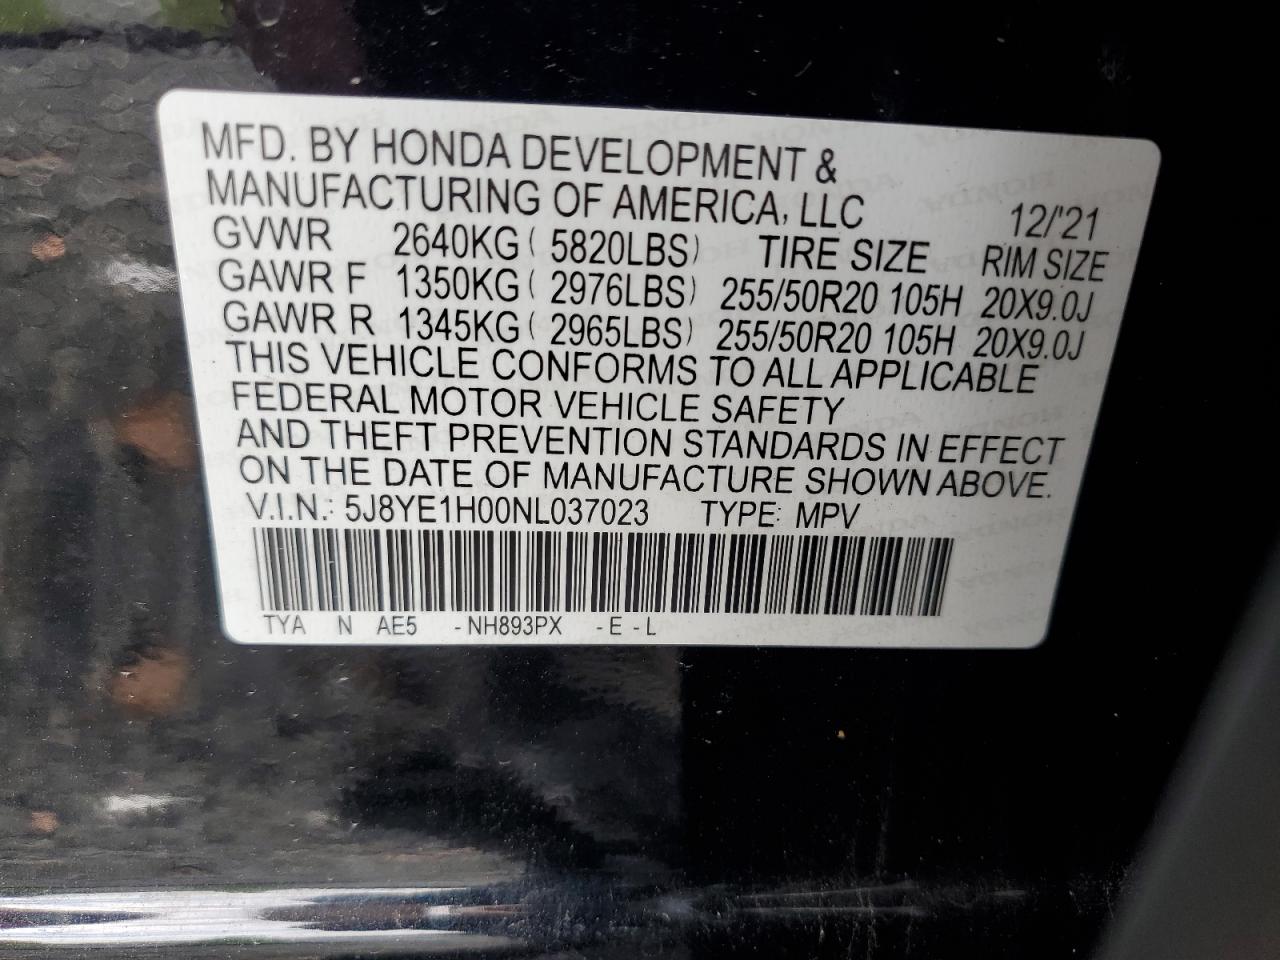 MFD. BY HONDA DEVELOPMENT &
MANUFACTURING OF AMERICA, LLC 12/'21
GVWR 2640KG ( 5820LBS) TIRE SIZE RIM SIZE
GAWR F 1350KG ( 2976LBS) 255/50R20 105H 20X9.0J
GAWR R 1345KG ( 2965LBS) 255/50R20 105H 20X9.0J
THIS VEHICLE CONFORMS TO ALL APPLICABLE
FEDERAL MOTOR VEHICLE SAFETY
AND THEFT PREVENTION STANDARDS IN EFFECT
ON THE DATE OF MANUFACTURE SHOWN ABOVE.
V.I.N.: 5J8YE1H00NL037023 TYPE: MPV
TYA N AE5 -NH893PX -E-L